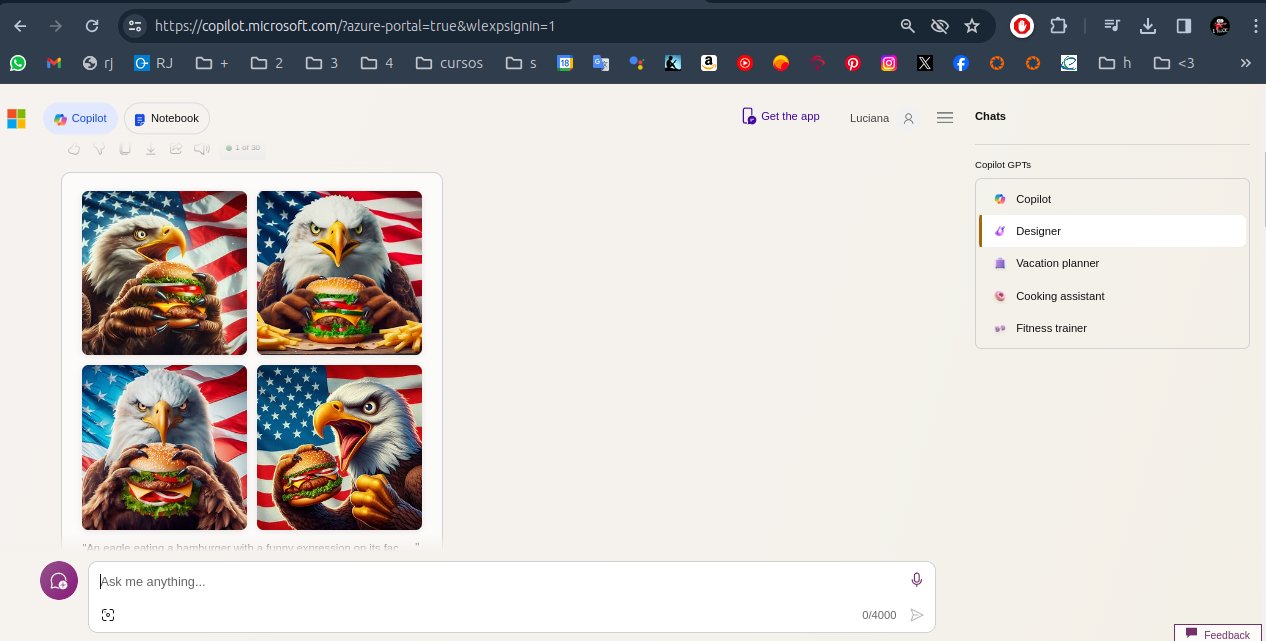 https://copilot.microsoft.com/?azure-portal=true&wlexpsignin=1
rj
RJ
+
2
3
4
cursos
s
18
h
<3
»
Copilot
Notebook
Get the app
Luciana
Chats
1 of 30
Copilot GPTs
Copilot
Designer
Vacation planner
Cooking assistant
Fitness trainer
"An eagle eating a hamburger with a funny expression on its fac..."
Ask me anything...
0/4000
Feedback